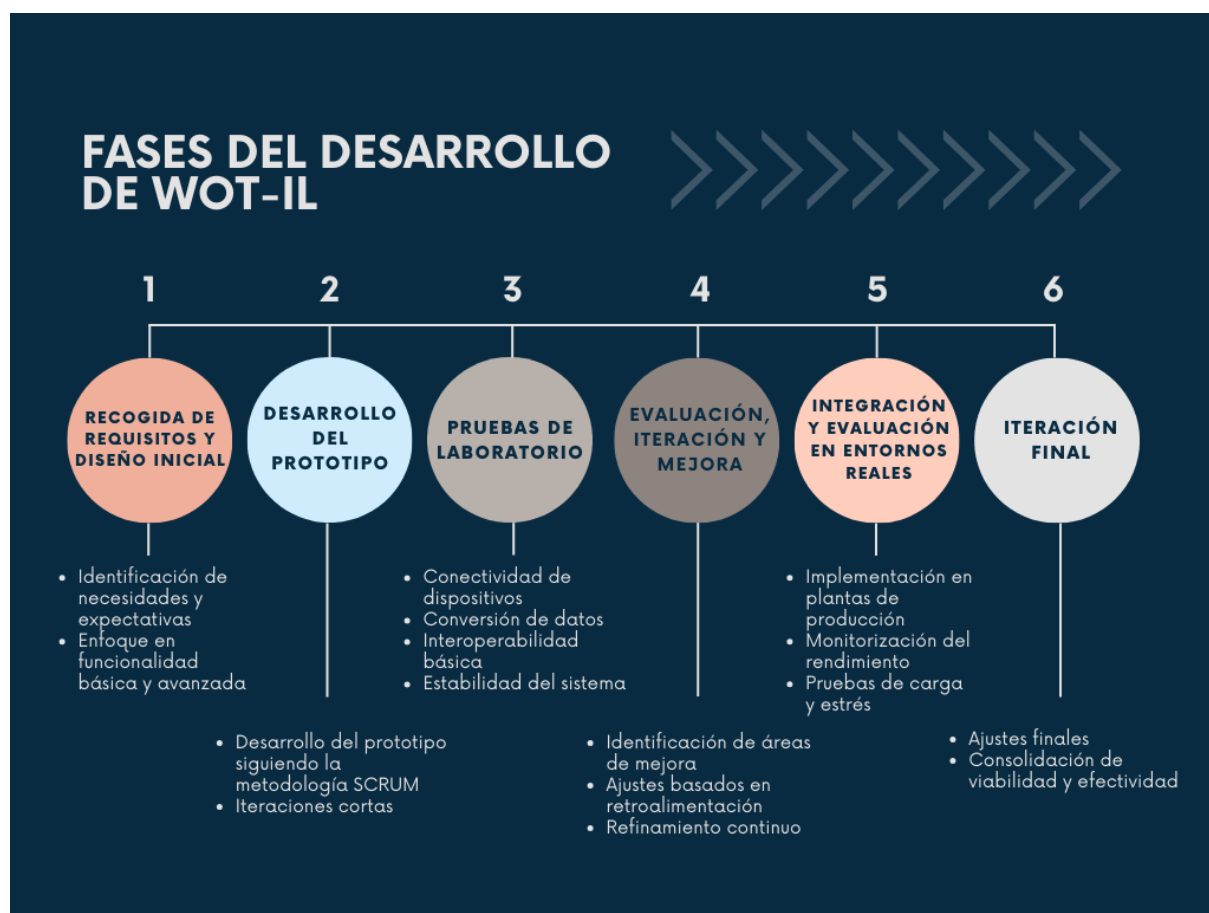 FASES DEL DESARROLLO
DE WOT-IL
1
2
3
4
5
6
RECOGIDA DE
REQUISITOS Y
DISEÑO INICIAL
DESARROLLO
DEL
PROTOTIPO
PRUEBAS DE
LABORATORIO
EVALUACIÓN,
ITERACIÓN Y
MEJORA
INTEGRACIÓN
Y EVALUACIÓN
EN ENTORNOS
REALES
ITERACIÓN
FINAL
• Identificación de
necesidades y
expectativas
• Enfoque en
funcionalidad
básica y avanzada
• Desarrollo del prototipo
siguiendo la
metodología SCRUM
• Iteraciones cortas
• Conectividad de
dispositivos
• Conversión de datos
• Interoperabilidad
básica
• Estabilidad del sistema
• Identificación de áreas
de mejora
• Ajustes basados en
retroalimentación
• Refinamiento continuo
• Implementación en
plantas de
producción
• Monitorización del
rendimiento
• Pruebas de carga
y estrés
• Ajustes finales
• Consolidación de
viabilidad y efectividad